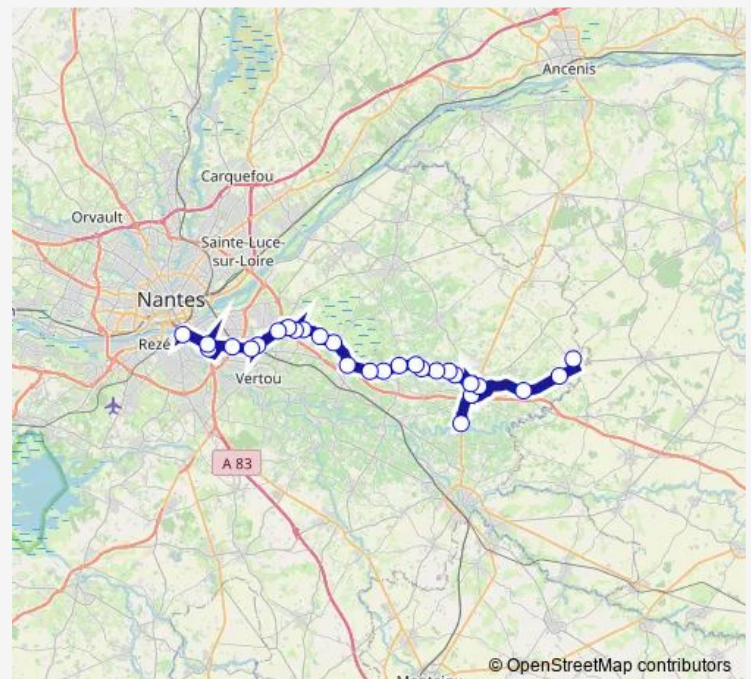 Ancenis
Carquefou
Orvault
Sainte-Luce-
sur-Loire
Nantes
Rezé
Vertou
A 83
© OpenStreetMap contributors